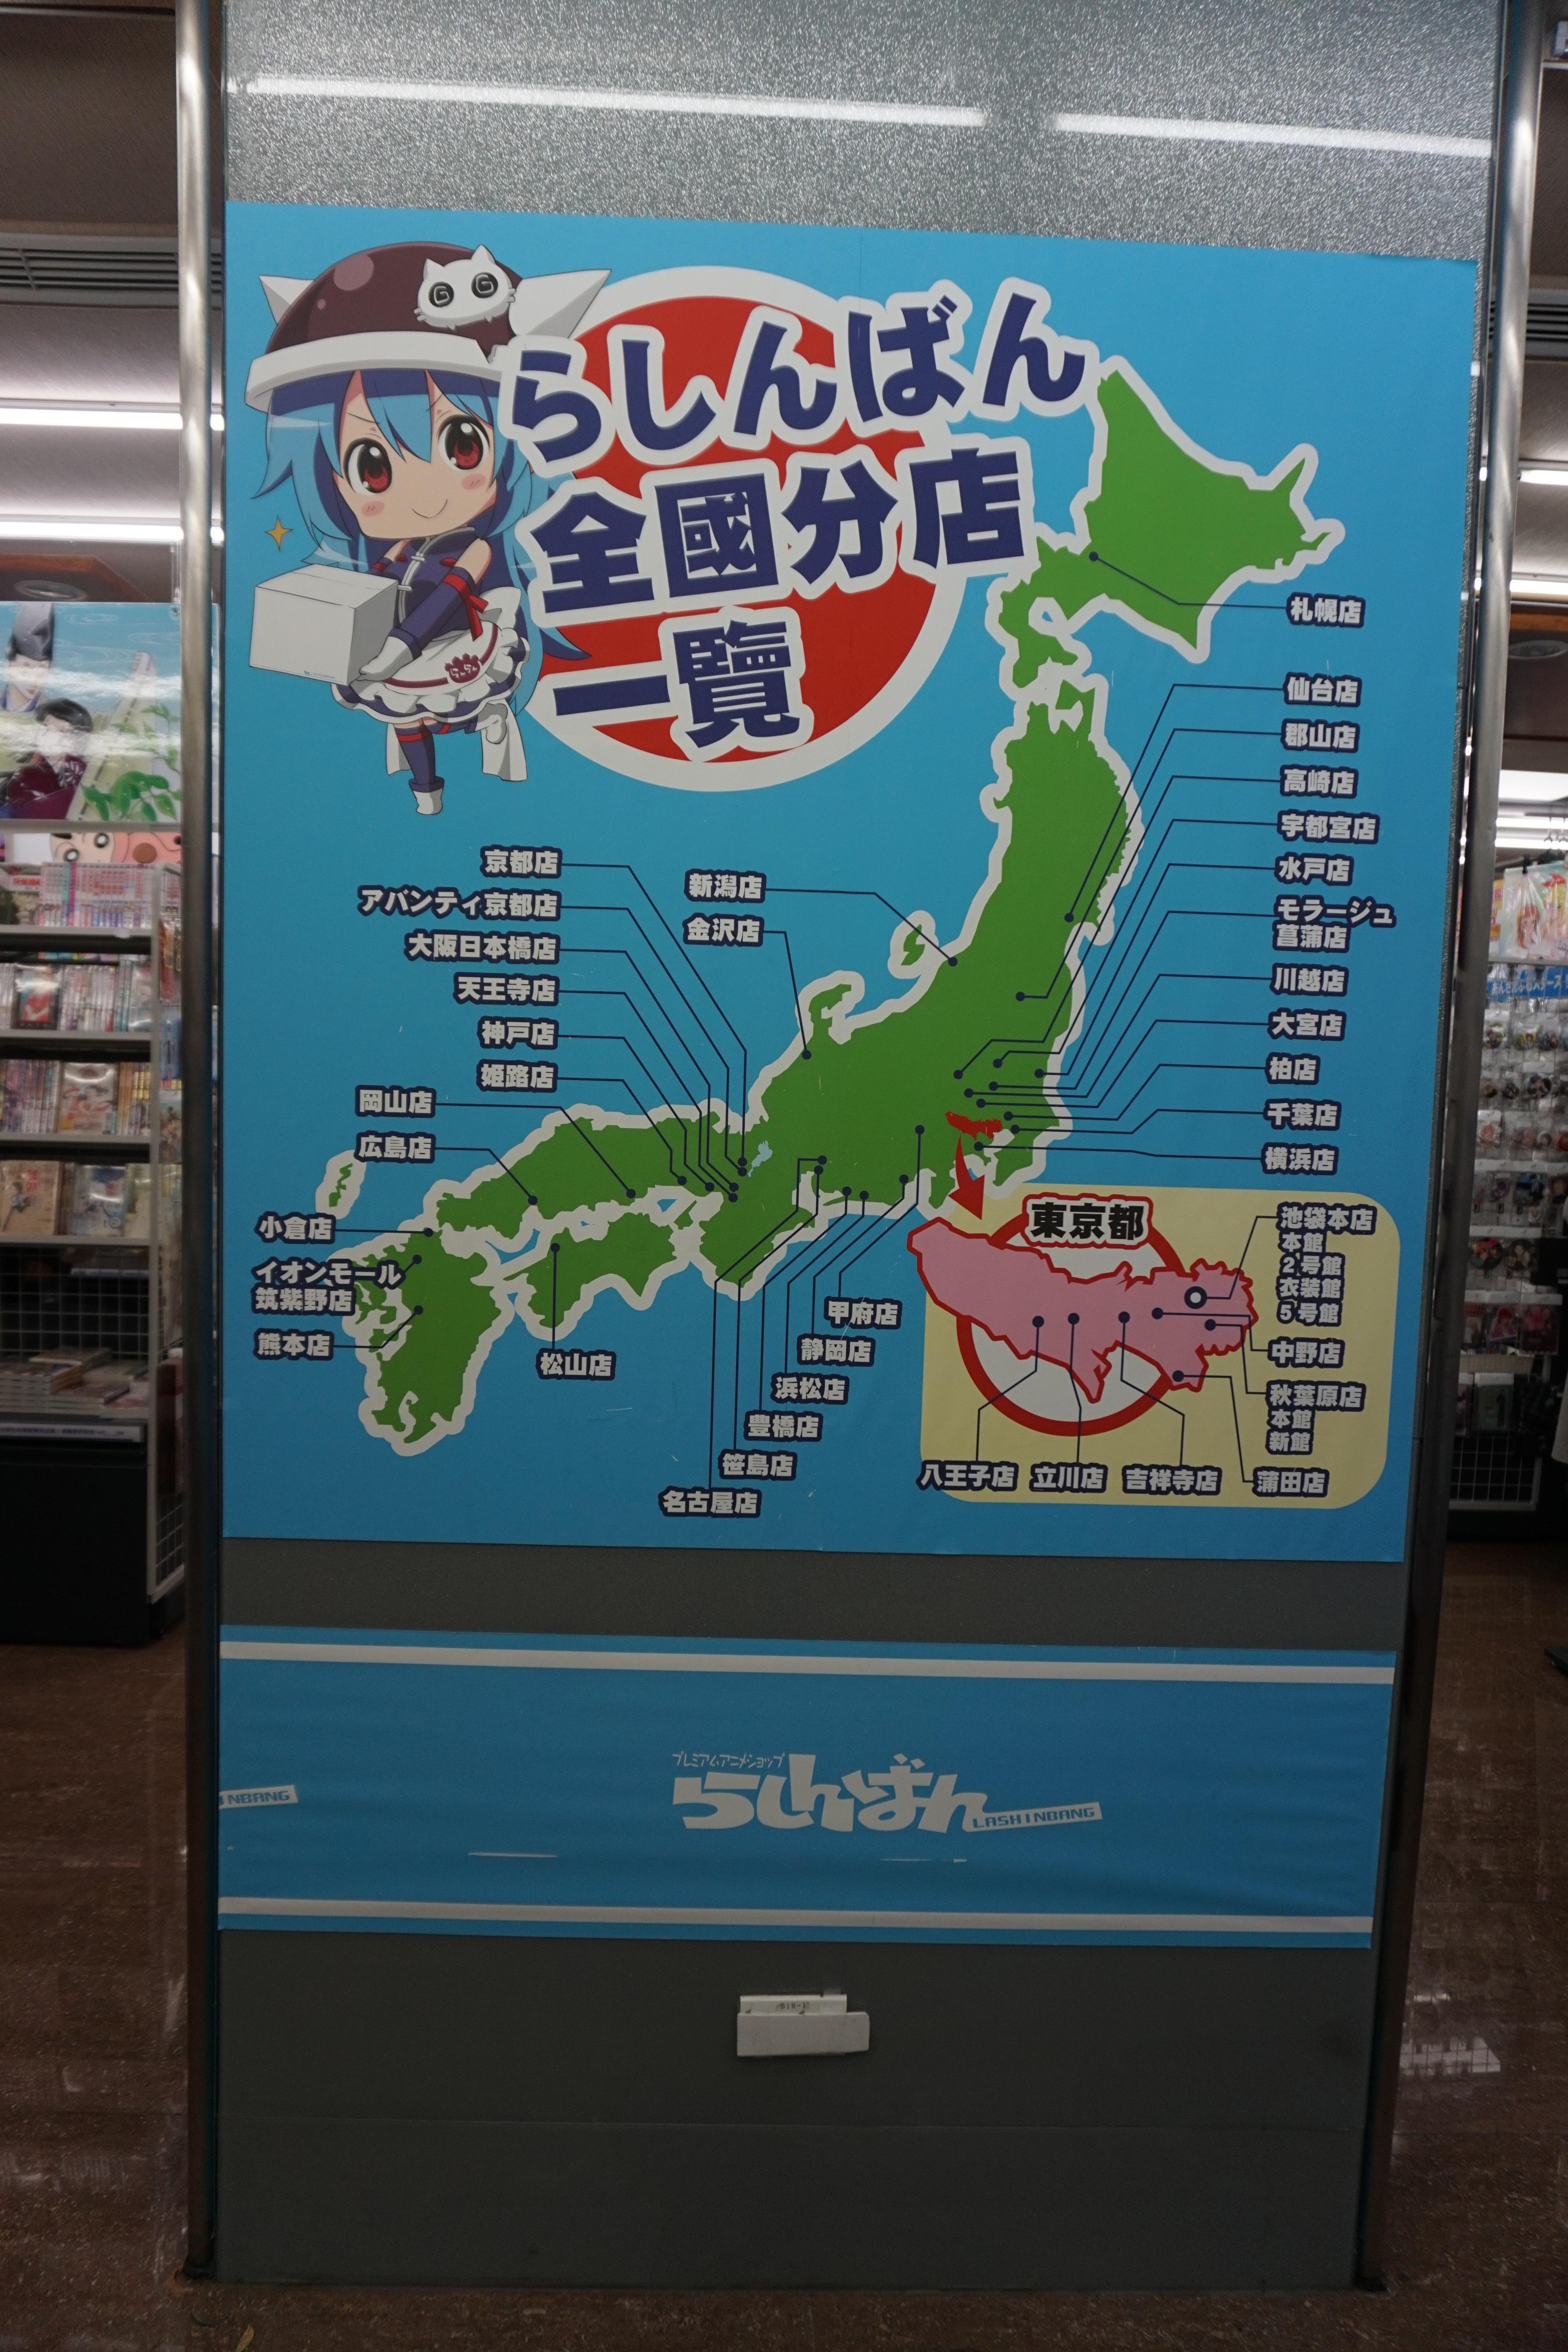 らしんばん
全國分店
一覽
らしんばん
札幌店
仙台店
郡山店
高崎店
宇都宮店
水戸店
モラージュ
菖蒲店
川越店
大宮店
柏店
千葉店
横浜店
新潟店
金沢店
京都店
アバンティ京都店
大阪日本橋店
天王寺店
神戸店
姫路店
岡山店
広島店
小倉店
イオンモール
筑紫野店
熊本店
松山店
甲府店
静岡店
浜松店
豊橋店
笹島店
名古屋店
東京都
池袋本店
本館
2号館
衣装館
5号館
中野店
秋葉原店
本館
新館
蒲田店
八王子店
立川店
吉祥寺店
プレミアムアニメショップ
らしんばん
LASHINBANG
NBANG